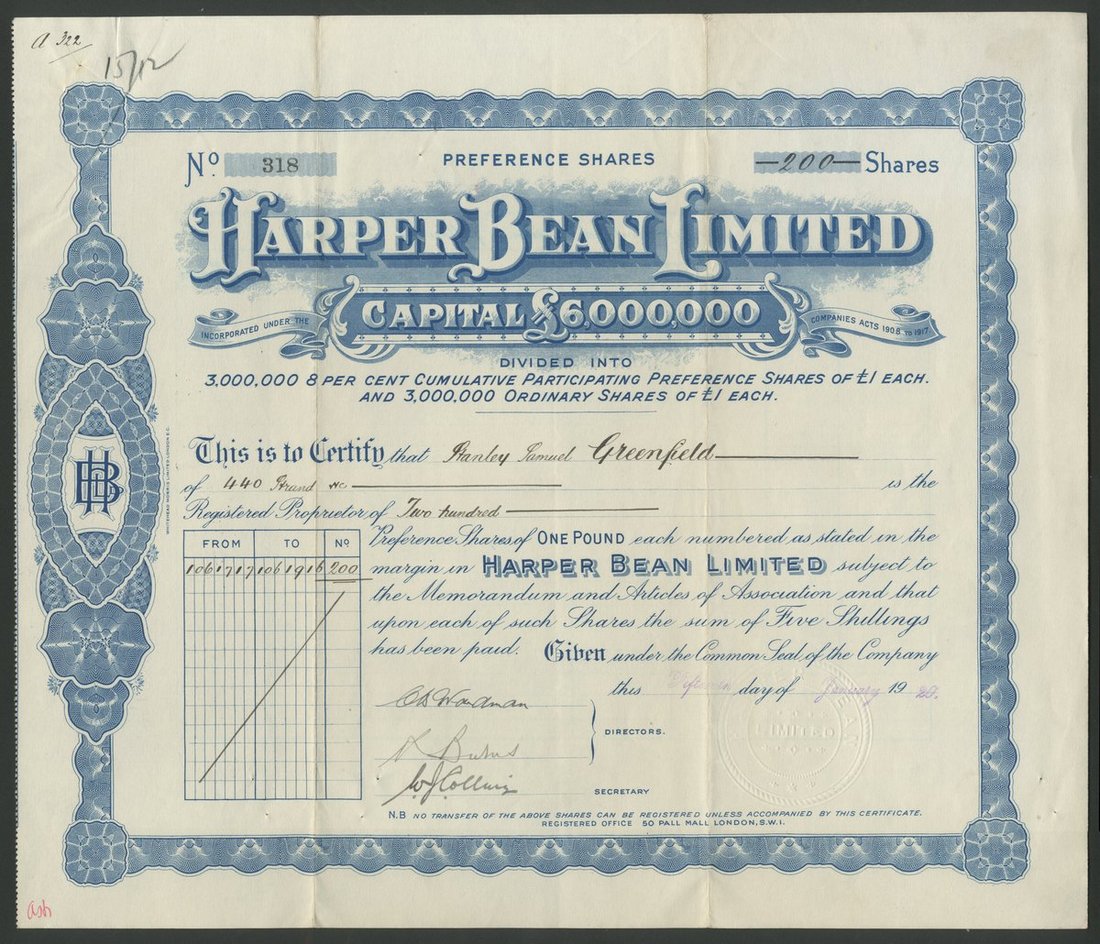 a 322
15/12
No. 318 PREFERENCE SHARES —200— Shares
HARPER BEAN LIMITED
CAPITAL £6,000,000
INCORPORATED UNDER THE COMPANIES ACTS 1908 TO 1917.
DIVIDED INTO
3,000,000 8 PER CENT CUMULATIVE PARTICIPATING PREFERENCE SHARES OF £1 EACH.
AND 3,000,000 ORDINARY SHARES OF £1 EACH.
This is to Certify that Stanley Samuel Greenfield
of 440 Strand WC is the
Registered Proprietor of Two hundred
Preference Shares of ONE POUND each numbered as stated in the
margin in HARPER BEAN LIMITED subject to
the Memorandum and Articles of Association and that
upon each of such Shares the sum of Five Shillings
has been paid. Given under the Common Seal of the Company
this Fifteenth day of January 1920.
FROM TO No
106717 106916 200
HBL
WHITEHEAD MORRIS LIMITED, LONDON E.C.
DIRECTORS.
LIMITED
SECRETARY
N.B NO TRANSFER OF THE ABOVE SHARES CAN BE REGISTERED UNLESS ACCOMPANIED BY THIS CERTIFICATE.
REGISTERED OFFICE 50 PALL MALL LONDON, S.W.1.